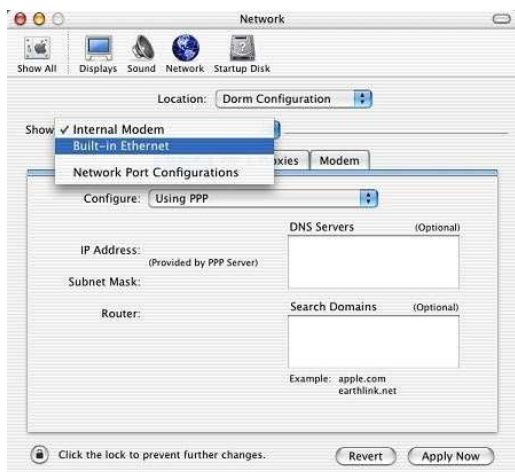 Network
Show All Displays Sound Network Startup Disk
Location: Dorm Configuration
Show ✓ Internal Modem
Built-in Ethernet
Network Port Configurations
oxies Modem
Configure: Using PPP
DNS Servers (Optional)
IP Address:
(Provided by PPP Server)
Subnet Mask:
Router:
Search Domains (Optional)
Example: apple.com
earthlink.net
Click the lock to prevent further changes.
Revert Apply Now